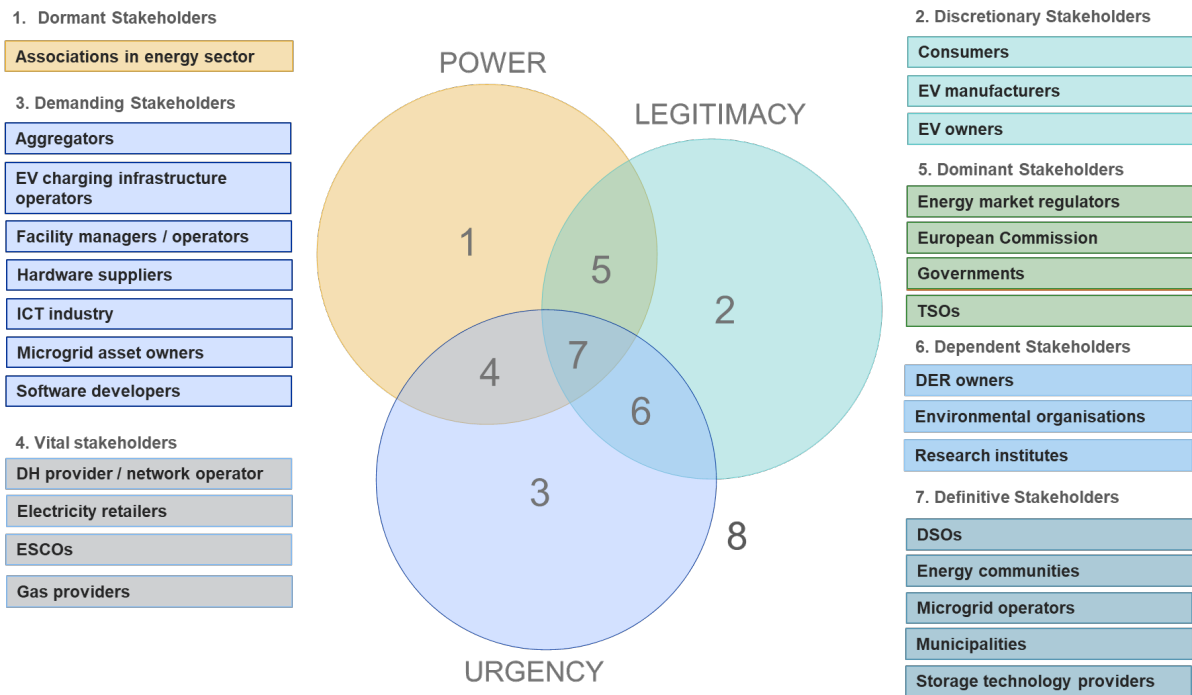 1. Dormant Stakeholders
Associations in energy sector
3. Demanding Stakeholders
Aggregators
EV charging infrastructure
operators
Facility managers / operators
Hardware suppliers
ICT industry
Microgrid asset owners
Software developers
4. Vital stakeholders
DH provider / network operator
Electricity retailers
ESCOs
Gas providers
POWER
LEGITIMACY
1
5
2
4
7
6
3
8
URGENCY
2. Discretionary Stakeholders
Consumers
EV manufacturers
EV owners
5. Dominant Stakeholders
Energy market regulators
European Commission
Governments
TSOs
6. Dependent Stakeholders
DER owners
Environmental organisations
Research institutes
7. Definitive Stakeholders
DSOs
Energy communities
Microgrid operators
Municipalities
Storage technology providers